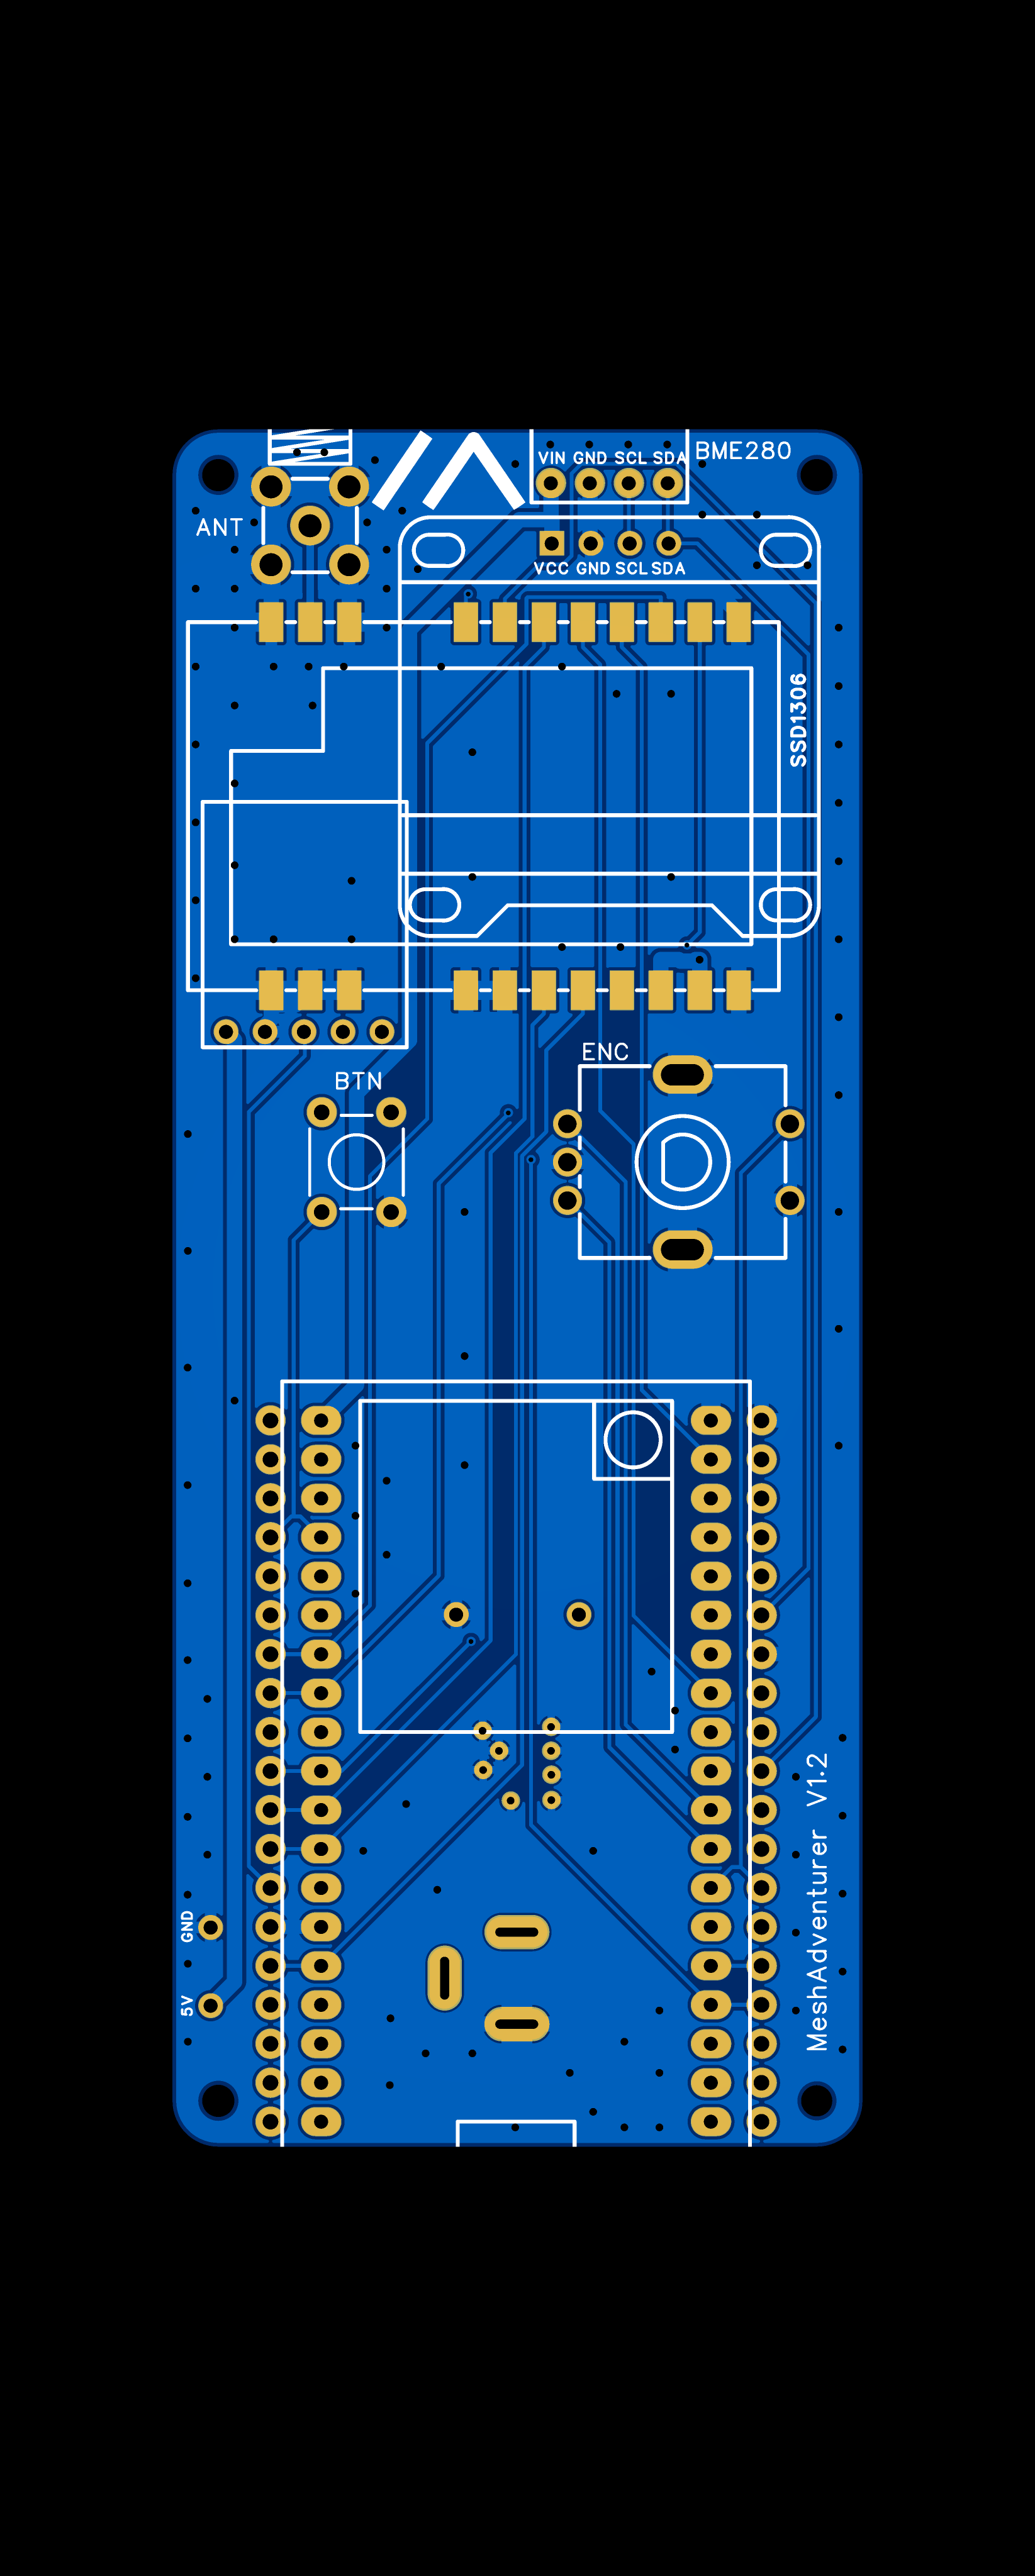 BME280
VIN GND SCL SDA
ANT
VCC GND SCL SDA
SSD1306
ENC
BTN
MeshAdventurer V1.2
GND
5V